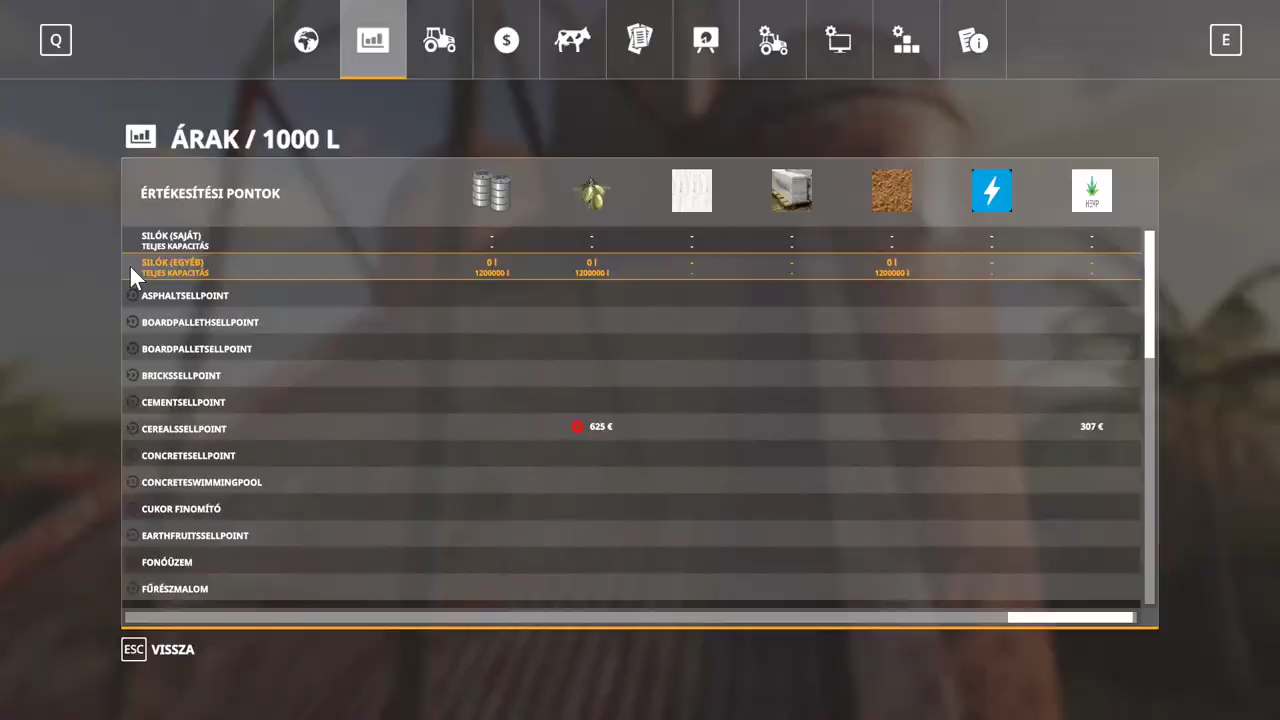 Q
$
E
ÁRAK / 1000 L
ÉRTÉKESÍTÉSI PONTOK
HEMP
SILÓK (SAJÁT) - - - - - - -
TELJES KAPACITÁS - - - - - - -
SILÓK (EGYÉB) 0 l 0 l - - 0 l - -
TELJES KAPACITÁS 1200000 l 1200000 l - - 1200000 l - -
ASPHALTSELLPOINT
BOARDPALLETHSELLPOINT
BOARDPALLETSELLPOINT
BRICKSSELLPOINT
CEMENTSELLPOINT
CEREALSSELLPOINT 625 € 307 €
CONCRETESELLPOINT
CONCRETESWIMMINGPOOL
CUKOR FINOMÍTÓ
EARTHFRUITSSELLPOINT
FONÓÜZEM
FŰRÉSZMALOM
ESC VISSZA